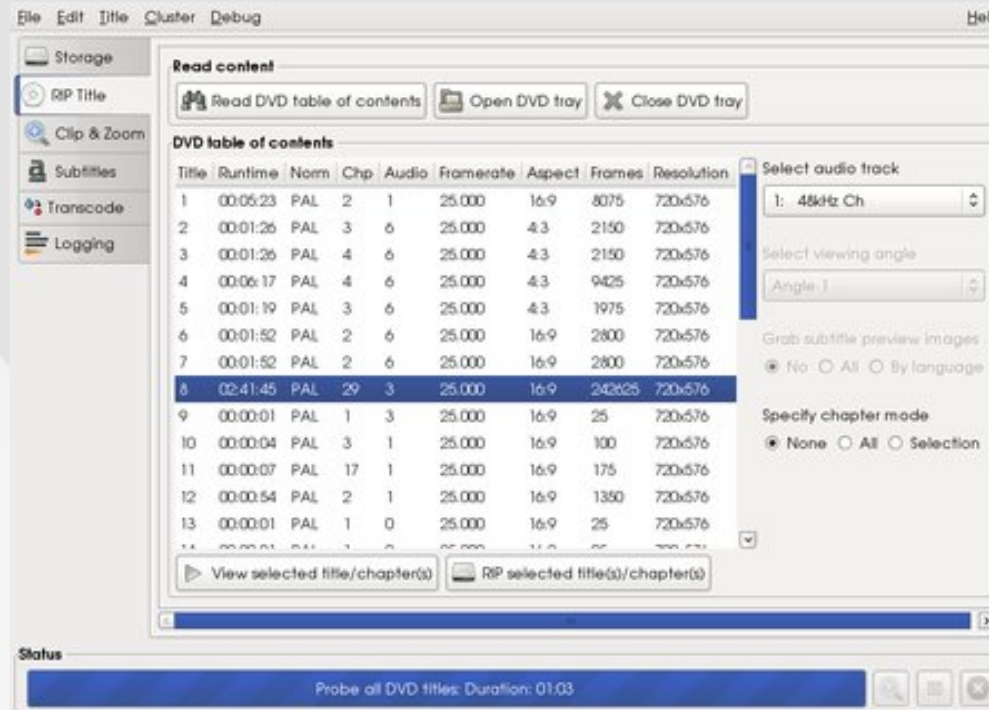 File Edit Title Cluster Debug Hel
Storage
RIP Title
Clip & Zoom
Subtitles
Transcode
Logging
Read content
Read DVD table of contents Open DVD tray Close DVD tray
DVD table of contents
Title Runtime Norm Chp Audio Framerate Aspect Frames Resolution
1 00:05:23 PAL 2 1 25.000 16:9 8075 720x576
2 00:01:26 PAL 3 6 25.000 4:3 2150 720x576
3 00:01:26 PAL 4 6 25.000 4:3 2150 720x576
4 00:06:17 PAL 4 6 25.000 4:3 9425 720x576
5 00:01:19 PAL 3 6 25.000 4:3 1975 720x576
6 00:01:52 PAL 2 6 25.000 16:9 2800 720x576
7 00:01:52 PAL 2 6 25.000 16:9 2800 720x576
8 02:41:45 PAL 29 3 25.000 16:9 242625 720x576
9 00:00:01 PAL 1 3 25.000 16:9 25 720x576
10 00:00:04 PAL 3 1 25.000 16:9 100 720x576
11 00:00:07 PAL 17 1 25.000 16:9 175 720x576
12 00:00:54 PAL 2 1 25.000 16:9 1350 720x576
13 00:00:01 PAL 1 0 25.000 16:9 25 720x576
View selected title/chapter(s) RIP selected title(s)/chapter(s)
Select audio track
1: 48kHz Ch
Select viewing angle
Angle 1
Grab subtitle preview images
No All By language
Specify chapter mode
None All Selection
Status
Probe all DVD titles: Duration: 01:03